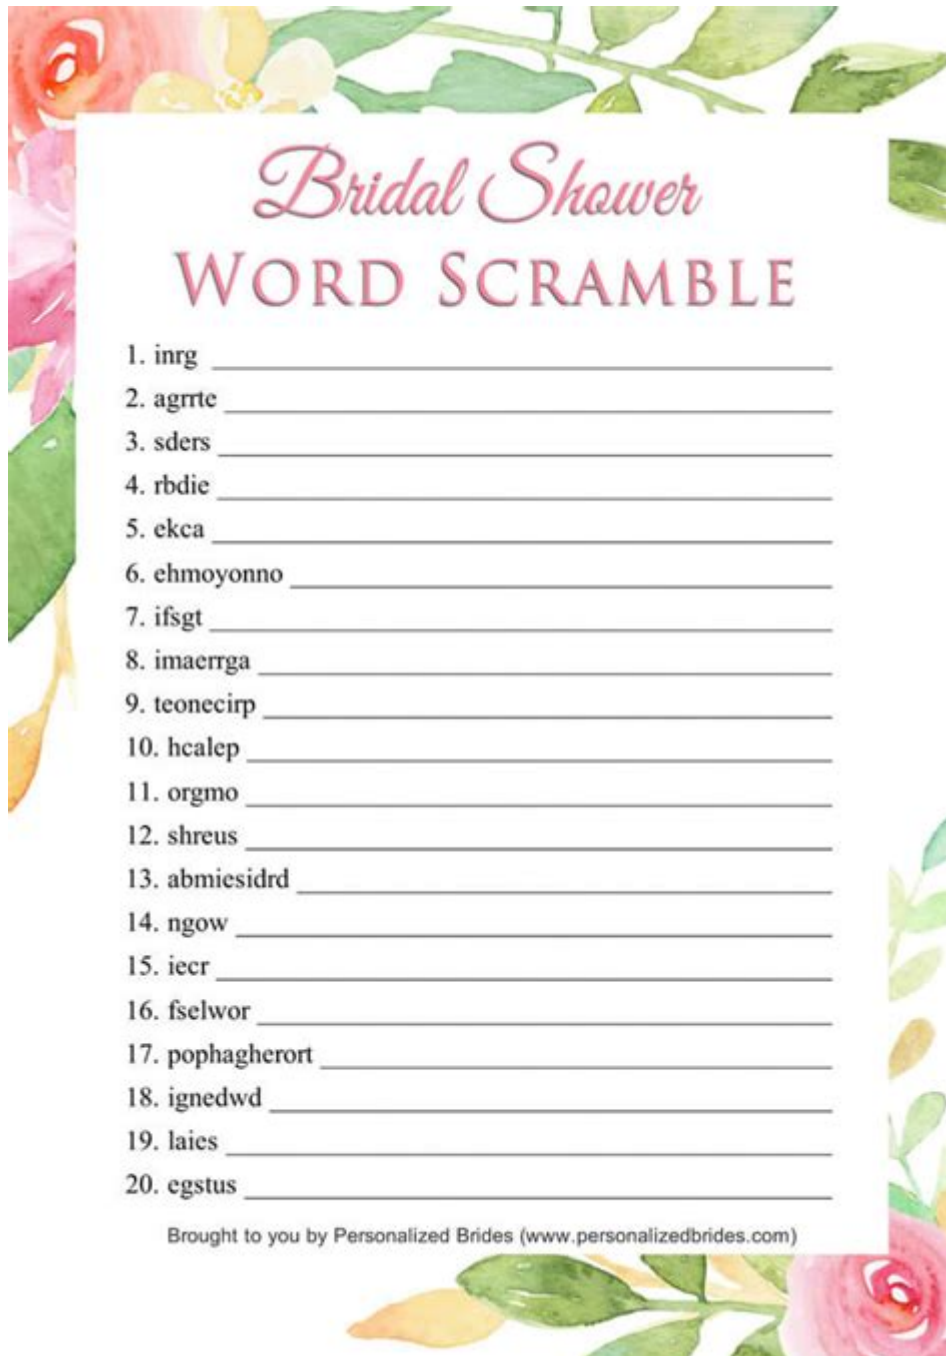 Bridal Shower
WORD SCRAMBLE
1. inrg
2. agrrte
3. sders
4. rbdie
5. ekca
6. ehmoyonno
7. ifsgt
8. imaerrga
9. teonecirp
10. hcalep
11. orgmo
12. shreus
13. abmiesidrd
14. ngow
15. iecr
16. fselwor
17. pophagherort
18. ignedwd
19. laies
20. egstus
Brought to you by Personalized Brides (www.personalizedbrides.com)